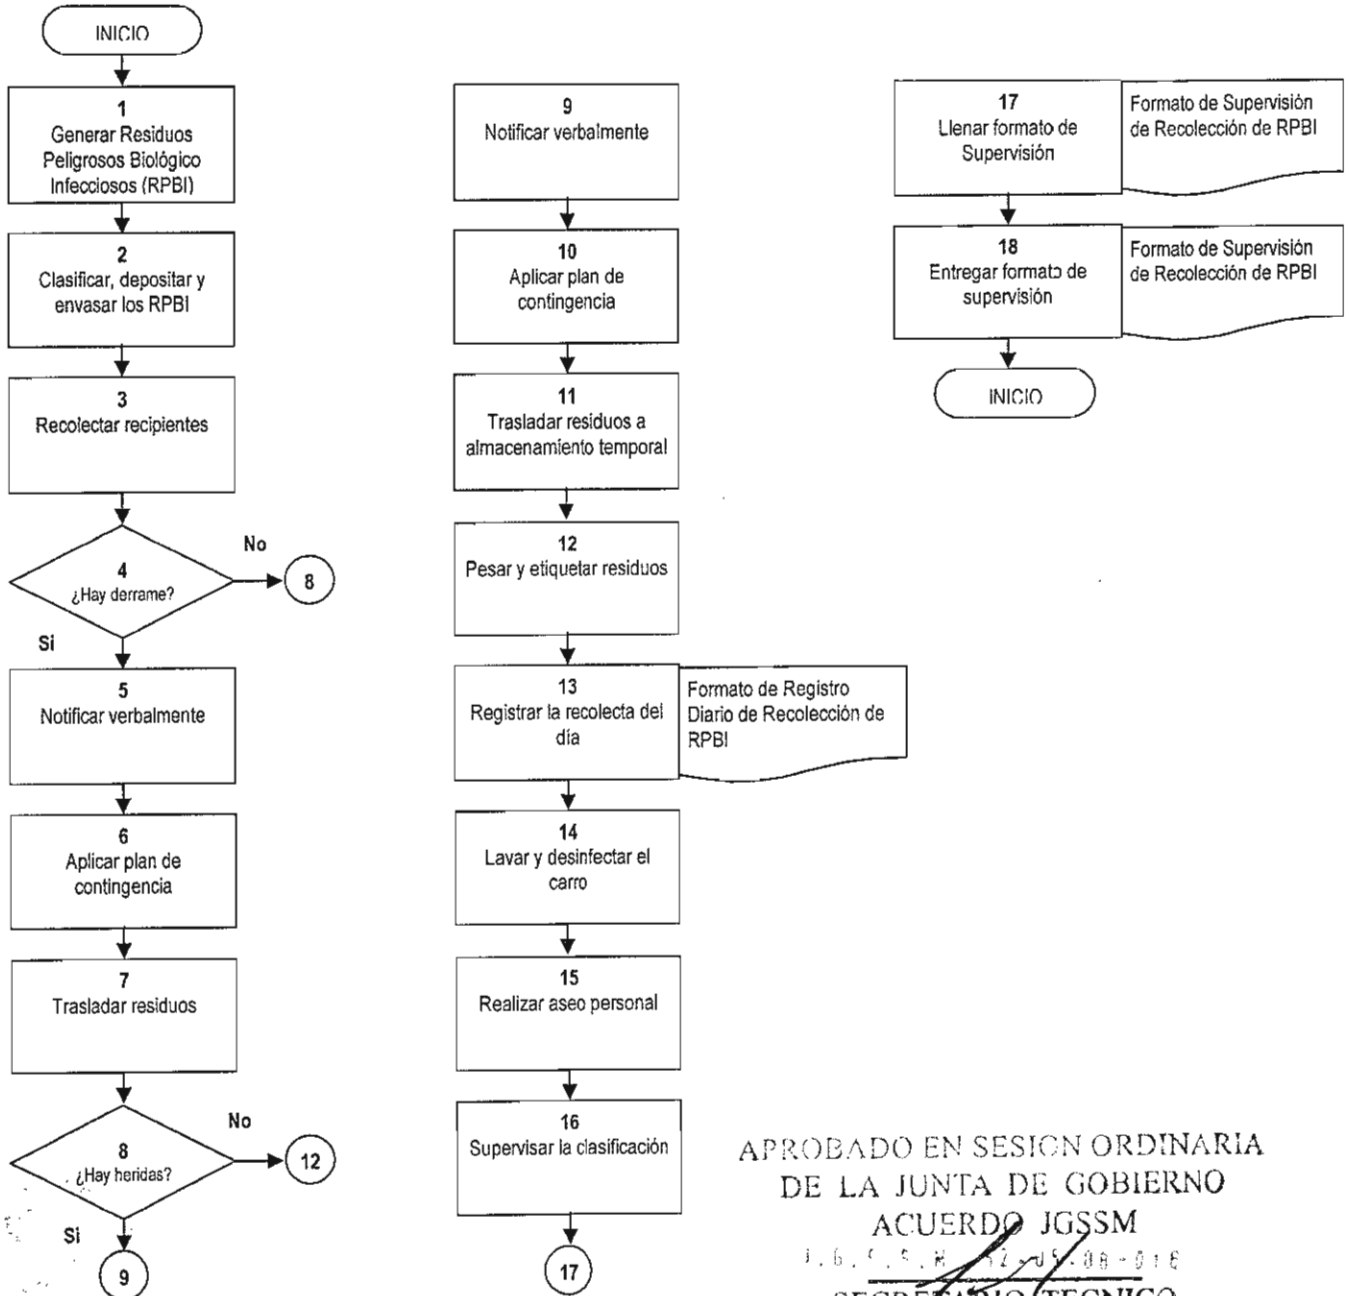 INICIO
1
Generar Residuos
Peligrosos Biológico
Infecciosos (RPBI)
2
Clasificar, depositar y
envasar los RPBI
3
Recolectar recipientes
4
¿Hay derrame?
No
8
Si
5
Notificar verbalmente
6
Aplicar plan de
contingencia
7
Trasladar residuos
8
¿Hay heridas?
No
12
Si
9
9
Notificar verbalmente
10
Aplicar plan de
contingencia
11
Trasladar residuos a
almacenamiento temporal
12
Pesar y etiquetar residuos
13
Registrar la recolecta del
día
Formato de Registro
Diario de Recolección de
RPBI
14
Lavar y desinfectar el
carro
15
Realizar aseo personal
16
Supervisar la clasificación
17
17
Llenar formato de
Supervisión
Formato de Supervisión
de Recolección de RPBI
18
Entregar formato de
supervisión
Formato de Supervisión
de Recolección de RPBI
INICIO
APROBADO EN SESION ORDINARIA
DE LA JUNTA DE GOBIERNO
ACUERDO JGSSM
SECRETARIO TECNICO